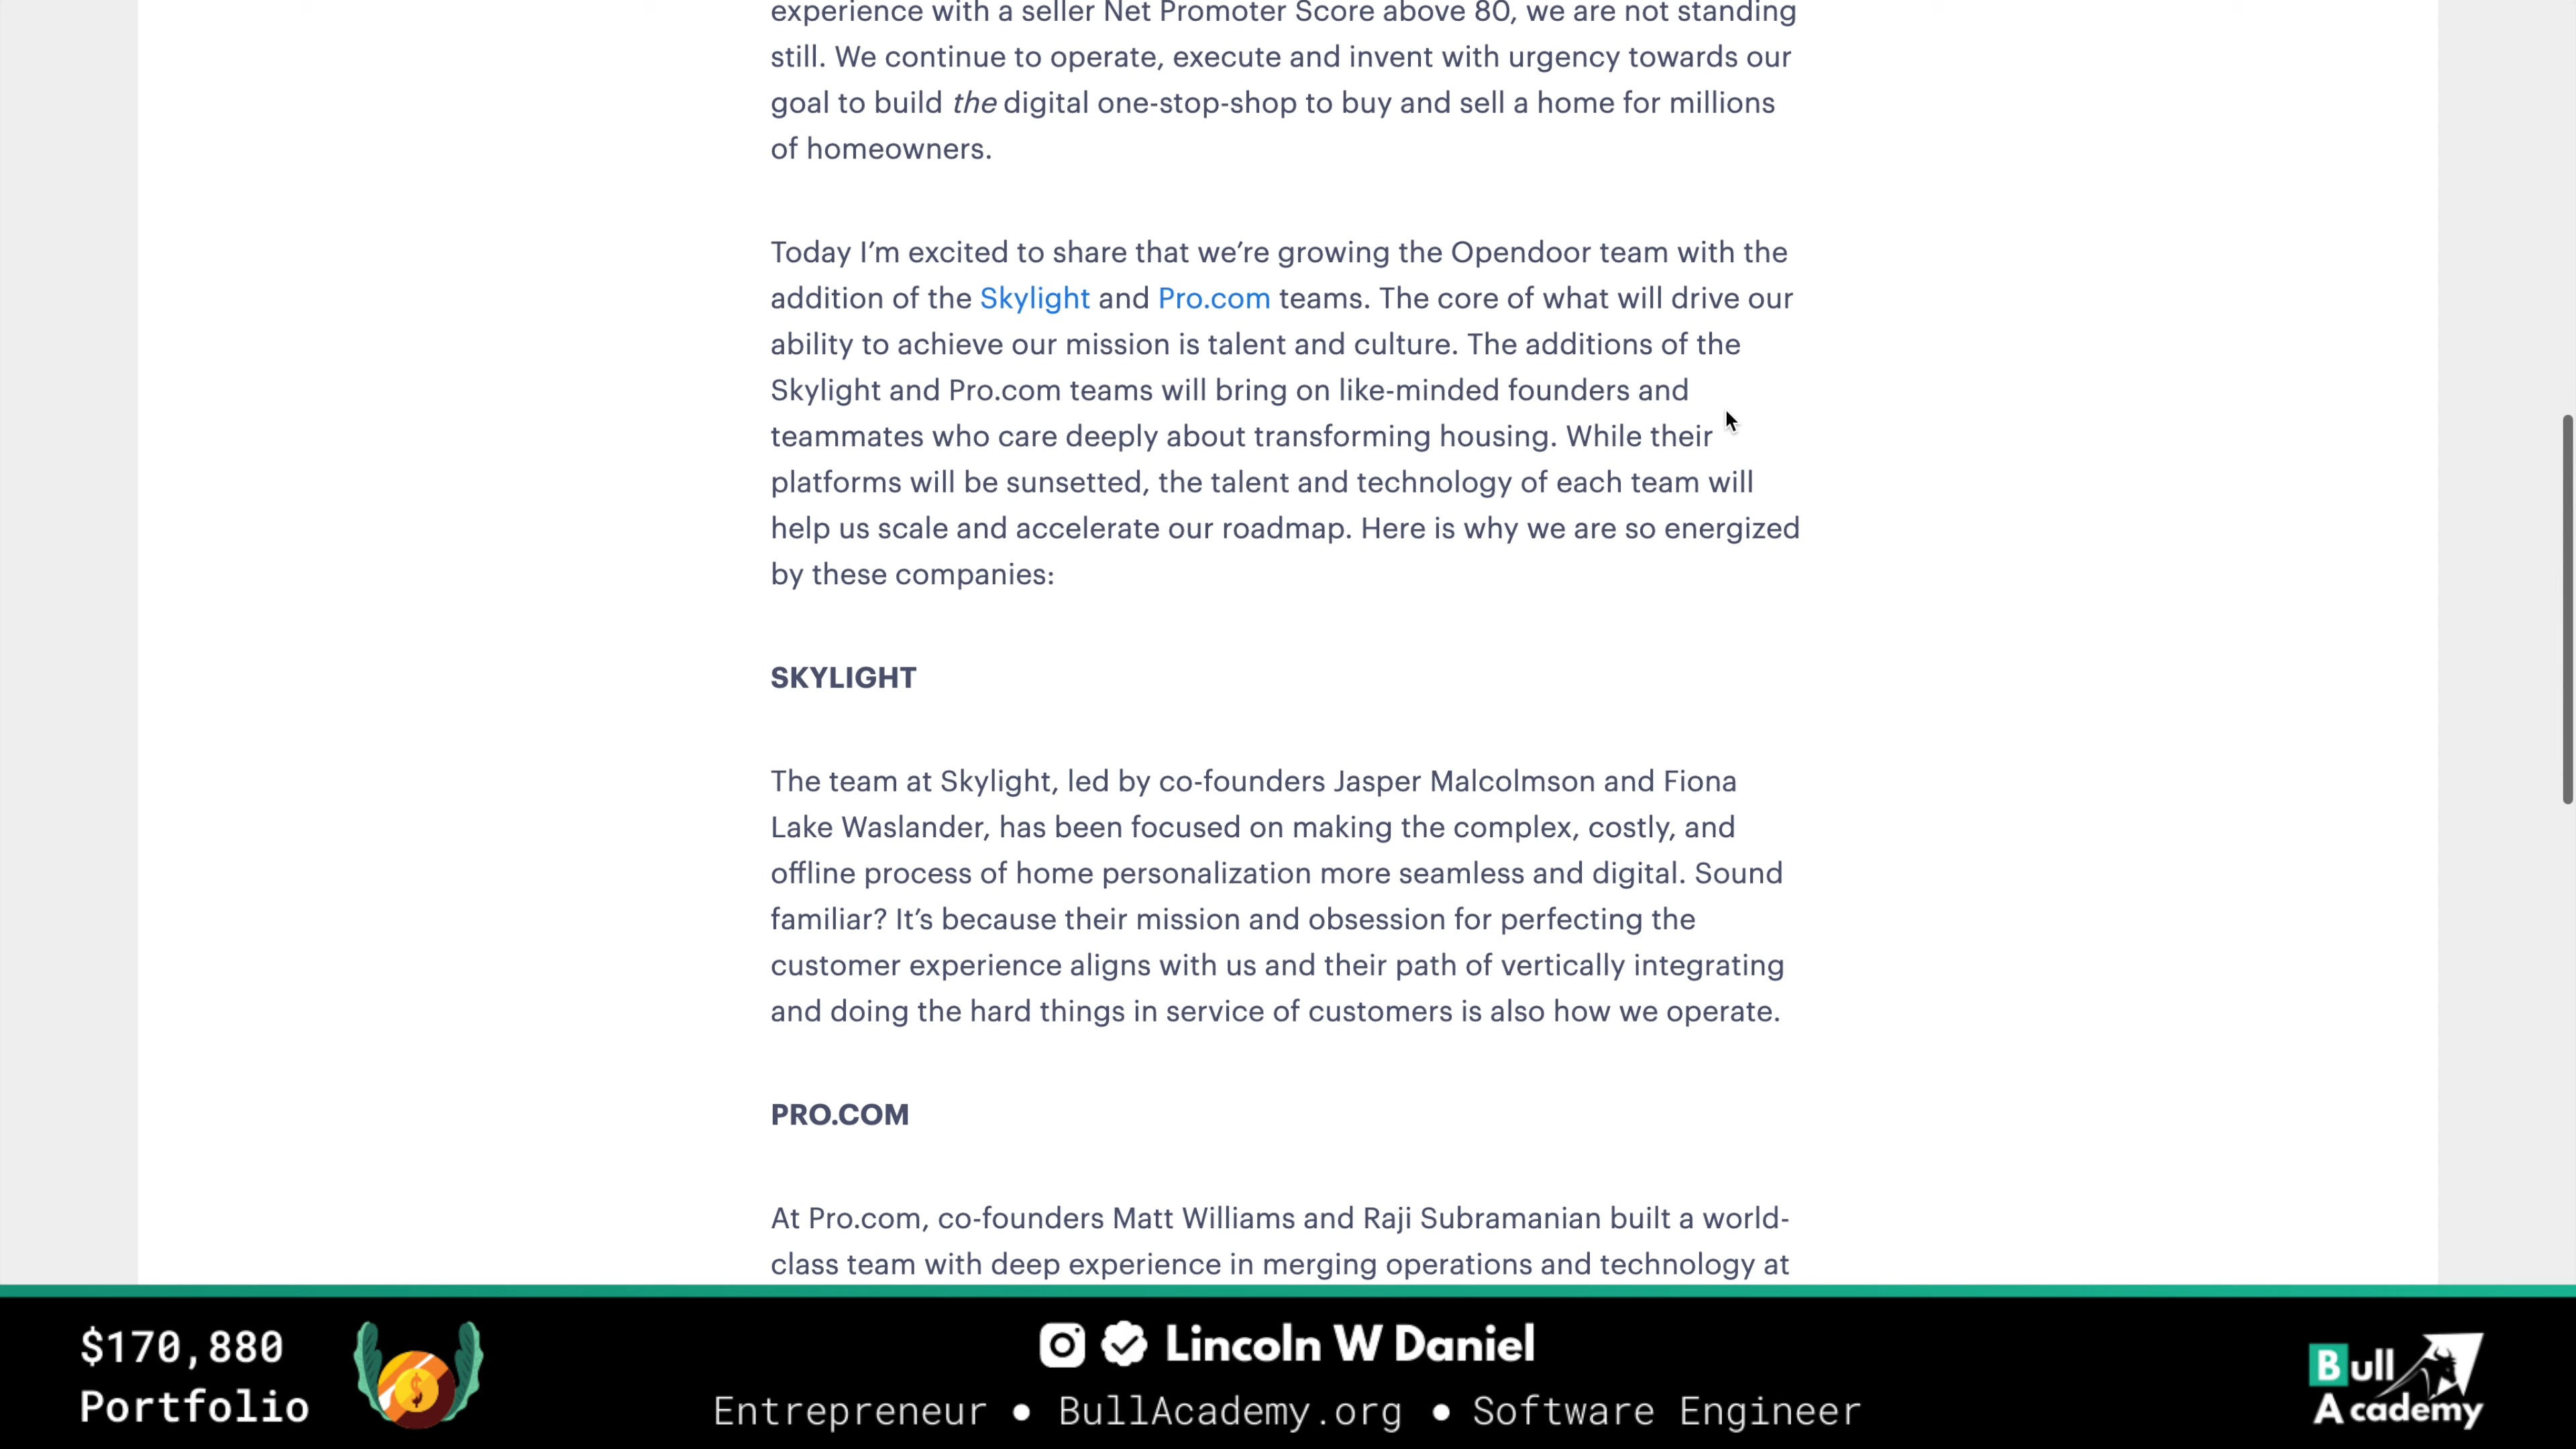 experience with a seller Net Promoter Score above 80, we are not standing
still. We continue to operate, execute and invent with urgency towards our
goal to build the digital one-stop-shop to buy and sell a home for millions
of homeowners.
Today I’m excited to share that we’re growing the Opendoor team with the
addition of the Skylight and Pro.com teams. The core of what will drive our
ability to achieve our mission is talent and culture. The additions of the
Skylight and Pro.com teams will bring on like-minded founders and
teammates who care deeply about transforming housing. While their
platforms will be sunsetted, the talent and technology of each team will
help us scale and accelerate our roadmap. Here is why we are so energized
by these companies:
SKYLIGHT
The team at Skylight, led by co-founders Jasper Malcolmson and Fiona
Lake Waslander, has been focused on making the complex, costly, and
offline process of home personalization more seamless and digital. Sound
familiar? It’s because their mission and obsession for perfecting the
customer experience aligns with us and their path of vertically integrating
and doing the hard things in service of customers is also how we operate.
PRO.COM
At Pro.com, co-founders Matt Williams and Raji Subramanian built a world-
class team with deep experience in merging operations and technology at
$170,880
Portfolio
$
Lincoln W Daniel
Entrepreneur ● BullAcademy.org ● Software Engineer
Bull
Academy